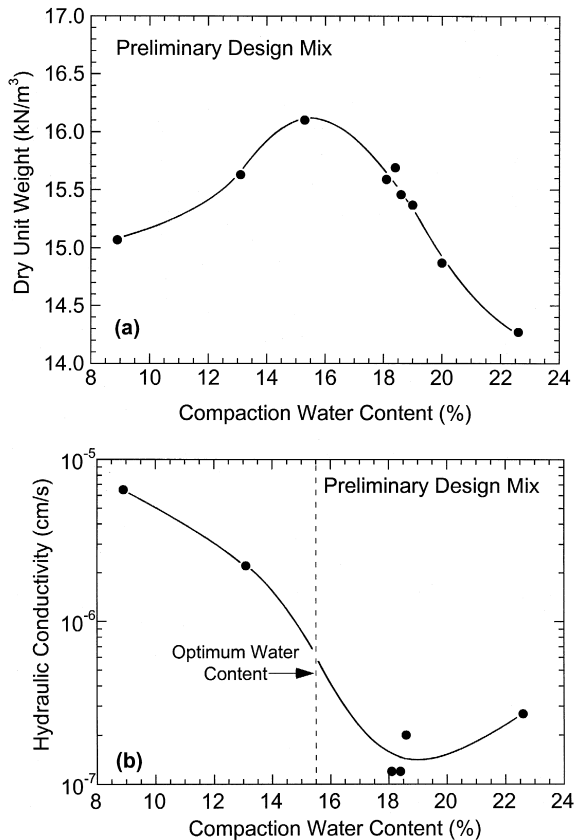 17.0
Preliminary Design Mix
16.5
16.0
15.5
15.0
14.5
14.0
Dry Unit Weight (kN/m³)
(a)
8 10 12 14 16 18 20 22 24
Compaction Water Content (%)
10⁻⁵
Preliminary Design Mix
10⁻⁶
10⁻⁷
Hydraulic Conductivity (cm/s)
Optimum Water
Content
(b)
8 10 12 14 16 18 20 22 24
Compaction Water Content (%)